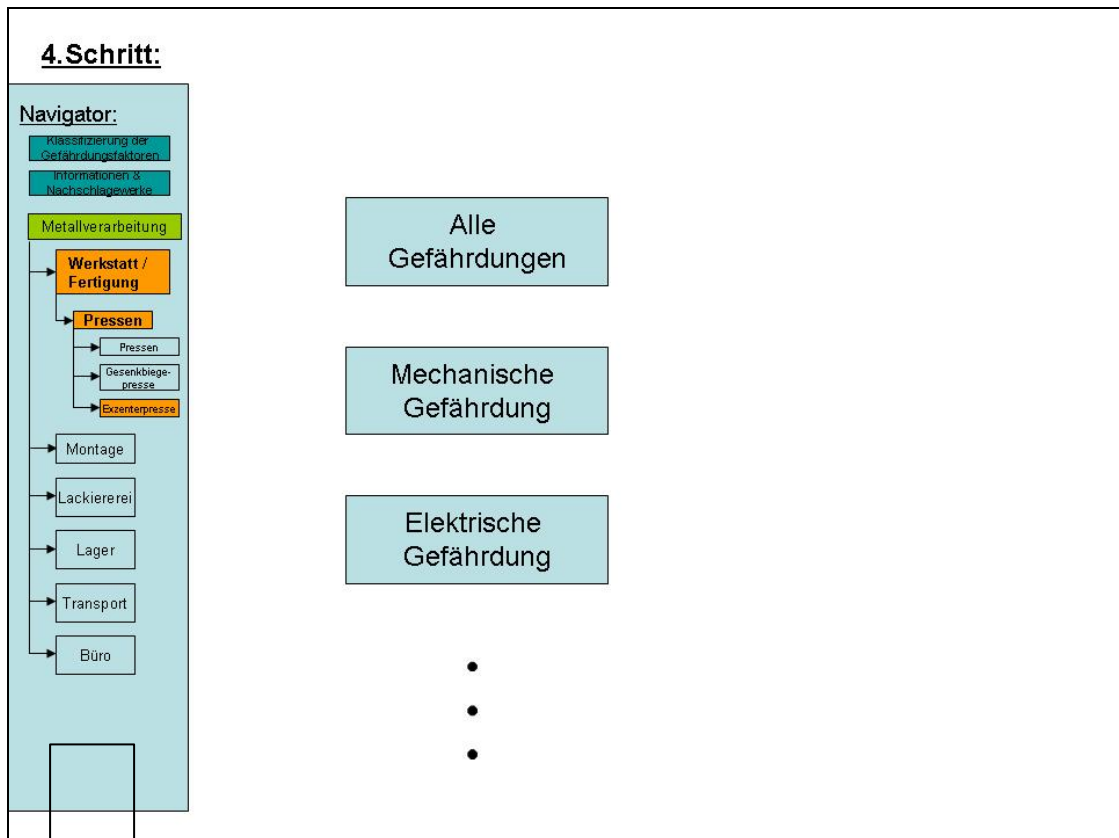 4.Schritt:
Navigator:
Klassifizierung der
Gefährdungsfaktoren
Informationen &
Nachschlagewerke
Metallverarbeitung
Werkstatt /
Fertigung
Pressen
Pressen
Gesenkbiege-
presse
Exzenterpresse
Montage
Lackiererei
Lager
Transport
Büro
Alle
Gefährdungen
Mechanische
Gefährdung
Elektrische
Gefährdung